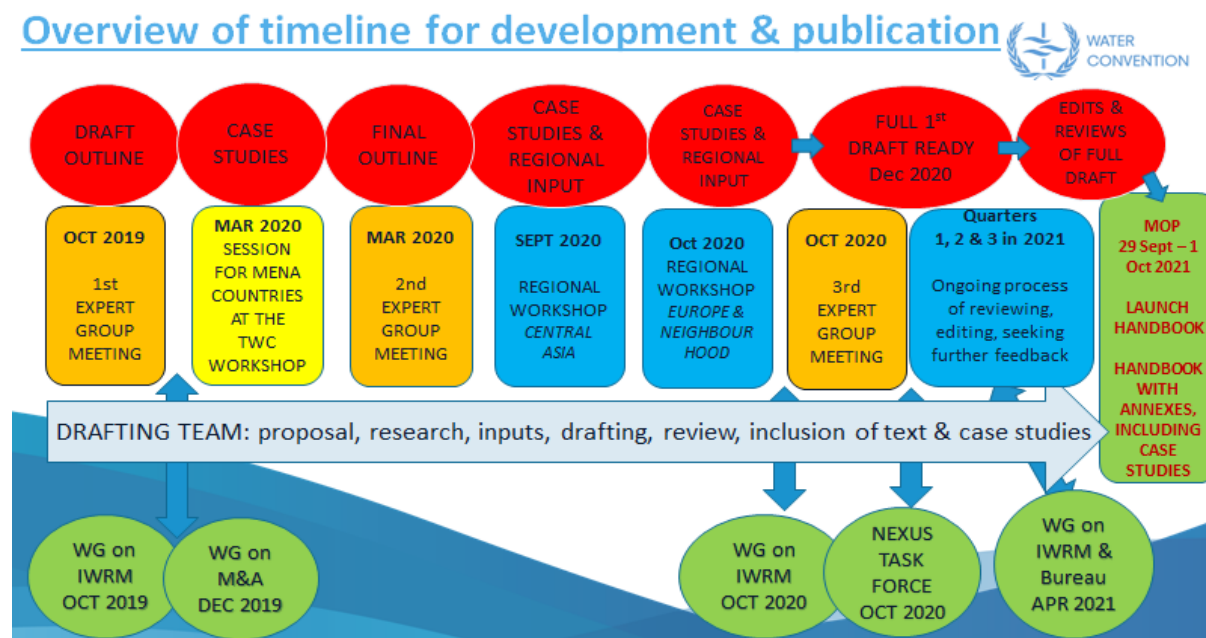 Overview of timeline for development & publication
WATER
CONVENTION
DRAFT
OUTLINE
CASE
STUDIES
FINAL
OUTLINE
CASE
STUDIES &
REGIONAL
INPUT
CASE
STUDIES &
REGIONAL
INPUT
FULL 1st
DRAFT READY
Dec 2020
EDITS &
REVIEWS
OF FULL
DRAFT
OCT 2019
1st
EXPERT
GROUP
MEETING
MAR 2020
SESSION
FOR MENA
COUNTRIES
AT THE
TWC
WORKSHOP
MAR 2020
2nd
EXPERT
GROUP
MEETING
SEPT 2020
REGIONAL
WORKSHOP
CENTRAL
ASIA
Oct 2020
REGIONAL
WORKSHOP
EUROPE &
NEIGHBOUR
HOOD
OCT 2020
3rd
EXPERT
GROUP
MEETING
Quarters
1, 2 & 3 in 2021
Ongoing process
of reviewing,
editing, seeking
further feedback
MOP
29 Sept – 1
Oct 2021
LAUNCH
HANDBOOK
HANDBOOK
WITH
ANNEXES,
INCLUDING
CASE
STUDIES
DRAFTING TEAM: proposal, research, inputs, drafting, review, inclusion of text & case studies
WG on
IWRM
OCT 2019
WG on
M&A
DEC 2019
WG on
IWRM
OCT 2020
NEXUS
TASK
FORCE
OCT 2020
WG on
IWRM &
Bureau
APR 2021